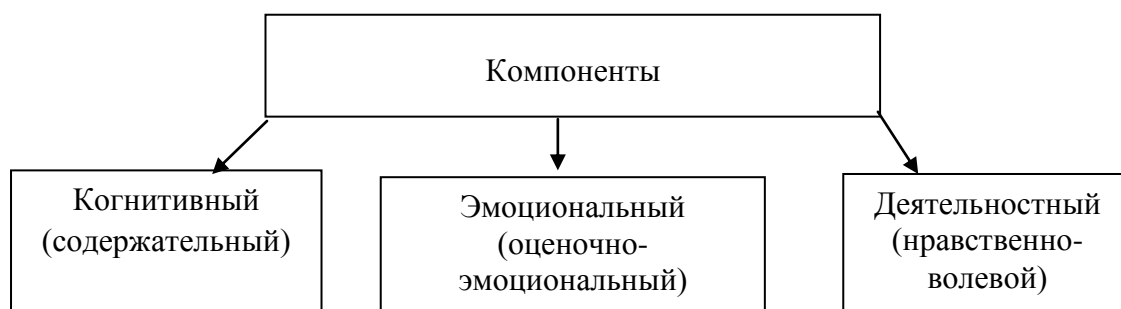 Компоненты
Когнитивный
(содержательный)
Эмоциональный
(оценочно-
эмоциональный)
Деятельностный
(нравственно-
волевой)